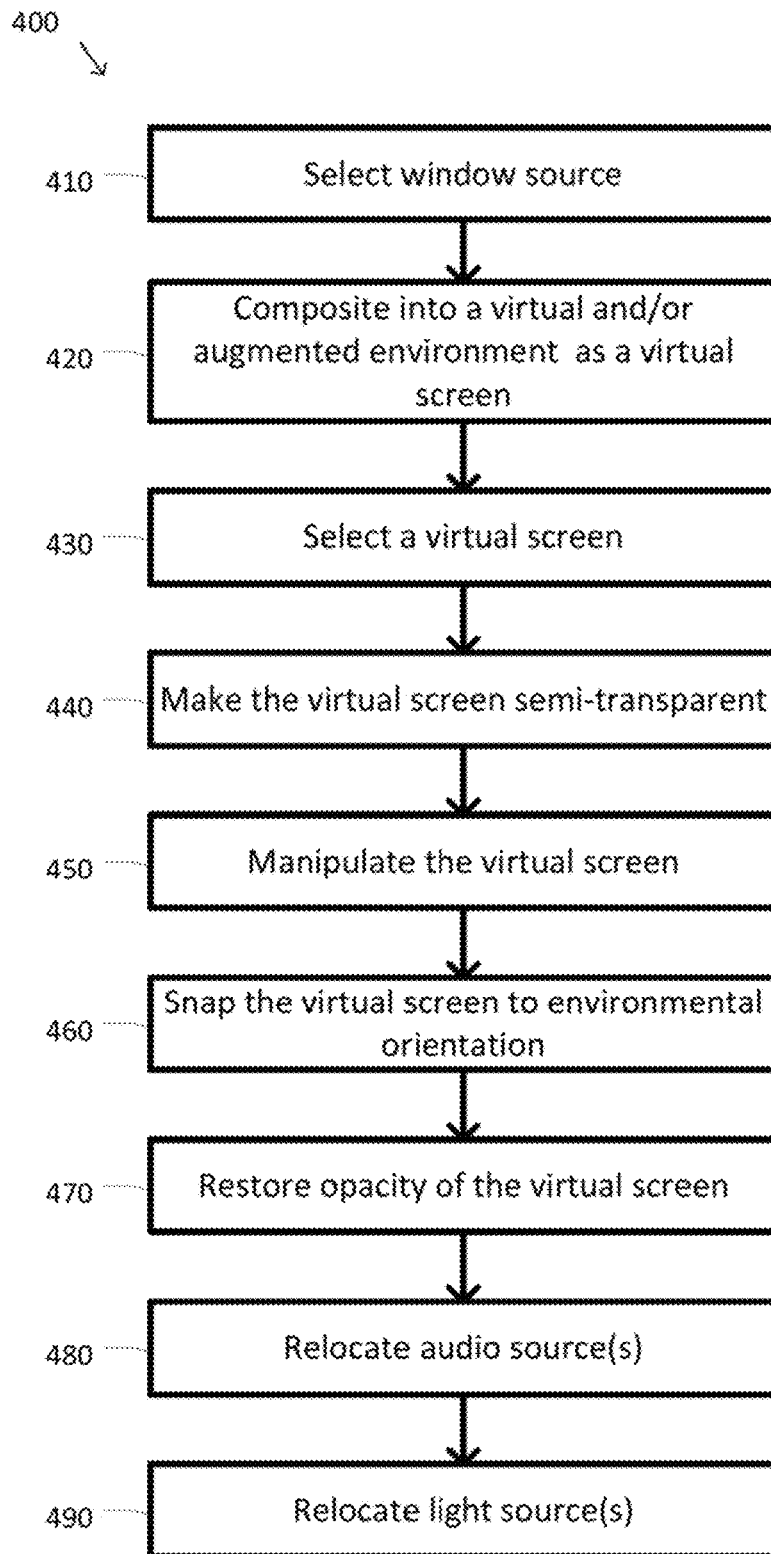 400
410
Select window source
420
Composite into a virtual and/or
augmented environment as a virtual
screen
430
Select a virtual screen
440
Make the virtual screen semi-transparent
450
Manipulate the virtual screen
460
Snap the virtual screen to environmental
orientation
470
Restore opacity of the virtual screen
480
Relocate audio source(s)
490
Relocate light source(s)